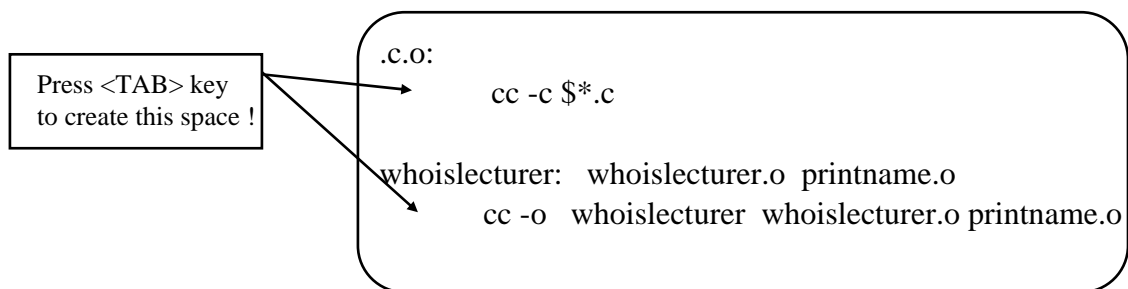 Press <TAB> key
to create this space !
.c.o:
cc -c $*.c
whoislecturer: whoislecturer.o printname.o
cc -o whoislecturer whoislecturer.o printname.o